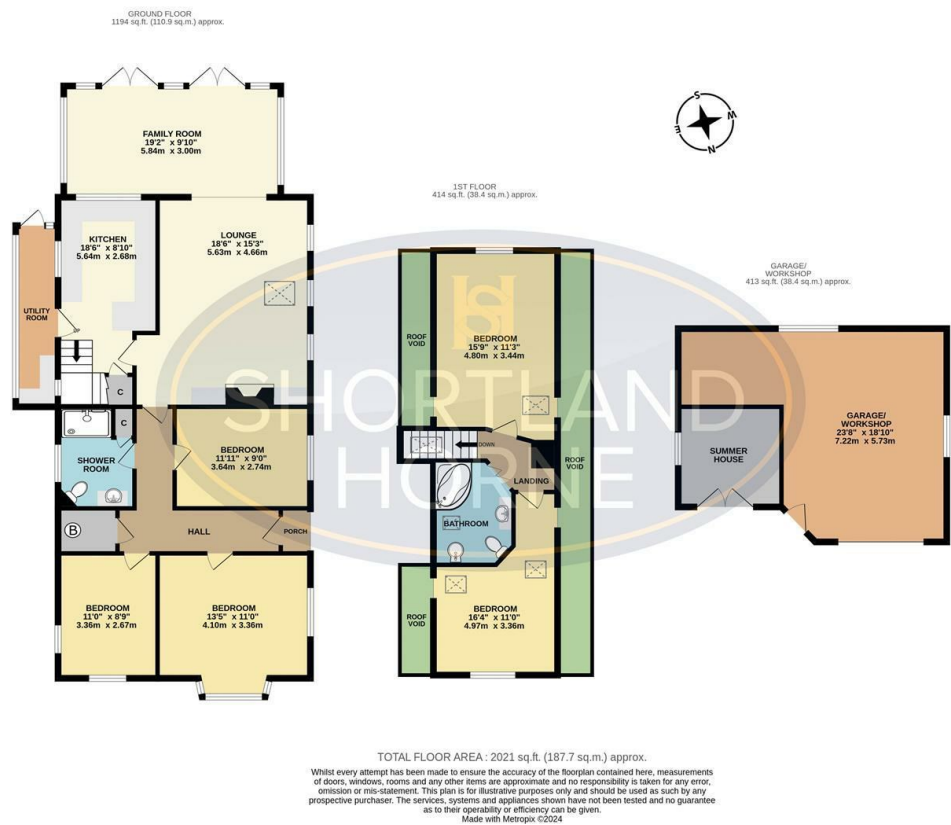 GROUND FLOOR
1194 sq.ft. (110.9 sq.m.) approx.
FAMILY ROOM
19'2" x 9'10"
5.84m x 3.00m
KITCHEN
18'6" x 8'10"
5.64m x 2.68m
LOUNGE
18'6" x 15'3"
5.63m x 4.66m
UTILITY
ROOM
UP
C
C
SHOWER
ROOM
BEDROOM
11'11" x 9'0"
3.64m x 2.74m
B
HALL
PORCH
BEDROOM
11'0" x 8'9"
3.36m x 2.67m
BEDROOM
13'5" x 11'0"
4.10m x 3.36m
1ST FLOOR
414 sq.ft. (38.4 sq.m.) approx.
ROOF
VOID
BEDROOM
15'9" x 11'3"
4.80m x 3.44m
ROOF
VOID
DOWN
LANDING
BATHROOM
ROOF
VOID
BEDROOM
16'4" x 11'0"
4.97m x 3.36m
S
W
E
N
GARAGE/
WORKSHOP
413 sq.ft. (38.4 sq.m.) approx.
GARAGE/
WORKSHOP
23'8" x 18'10"
7.22m x 5.73m
SUMMER
HOUSE
SH
SHORTLAND
HORNE
TOTAL FLOOR AREA : 2021 sq.ft. (187.7 sq.m.) approx.
Whilst every attempt has been made to ensure the accuracy of the floorplan contained here, measurements
of doors, windows, rooms and any other items are approximate and no responsibility is taken for any error,
omission or mis-statement. This plan is for illustrative purposes only and should be used as such by any
prospective purchaser. The services, systems and appliances shown have not been tested and no guarantee
as to their operability or efficiency can be given.
Made with Metropix ©2024